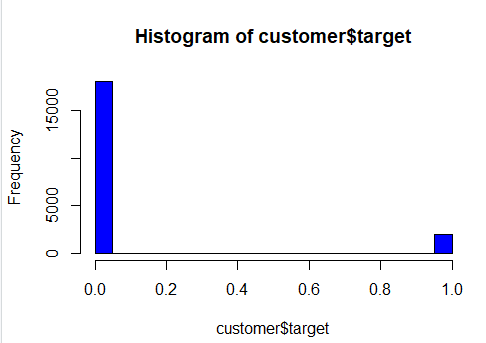 Histogram of customer$target
Frequency
15000
5000
0
0.0 0.2 0.4 0.6 0.8 1.0
customer$target